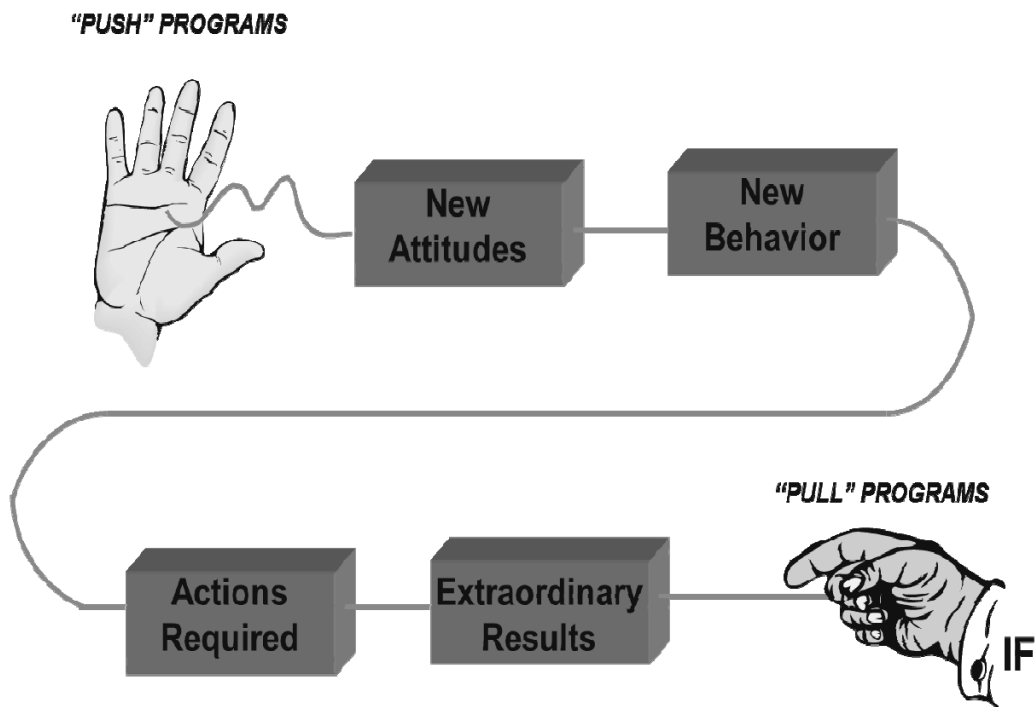 “PUSH” PROGRAMS
New
Attitudes
New
Behavior
“PULL” PROGRAMS
Actions
Required
Extraordinary
Results
IF